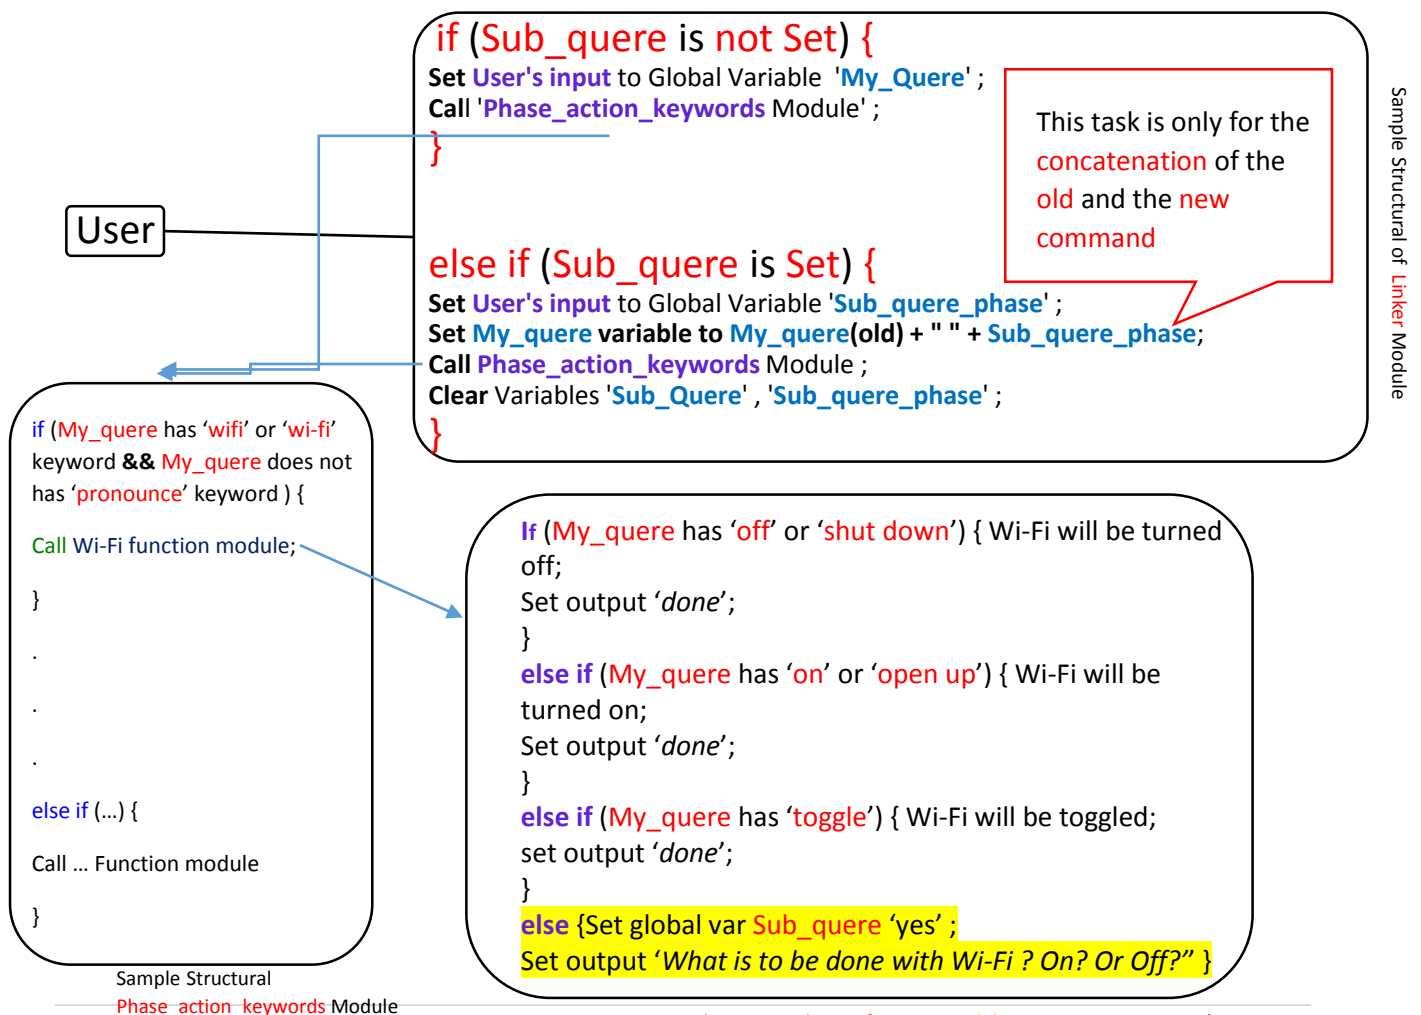 if (Sub_quere is not Set) {
Set User's input to Global Variable 'My_Quere' ;
Call 'Phase_action_keywords Module' ;
}
This task is only for the
concatenation of the
old and the new
command
User
else if (Sub_quere is Set) {
Set User's input to Global Variable 'Sub_quere_phase' ;
Set My_quere variable to My_quere(old) + " " + Sub_quere_phase;
Call Phase_action_keywords Module ;
Clear Variables 'Sub_Quere' , 'Sub_quere_phase' ;
}
Sample Structural of Linker Module
if (My_quere has ‘wifi’ or ‘wi-fi’
keyword && My_quere does not
has ‘pronounce’ keyword ) {
Call Wi-Fi function module;
}
.
.
.
else if (…) {
Call … Function module
}
Sample Structural
Phase_action_keywords Module
If (My_quere has ‘off’ or ‘shut down’) { Wi-Fi will be turned
off;
Set output ‘done’;
}
else if (My_quere has ‘on’ or ‘open up’) { Wi-Fi will be
turned on;
Set output ‘done’;
}
else if (My_quere has ‘toggle’) { Wi-Fi will be toggled;
set output ‘done’;
}
else {Set global var Sub_quere ‘yes’ ;
Set output ‘What is to be done with Wi-Fi ? On? Or Off?” }